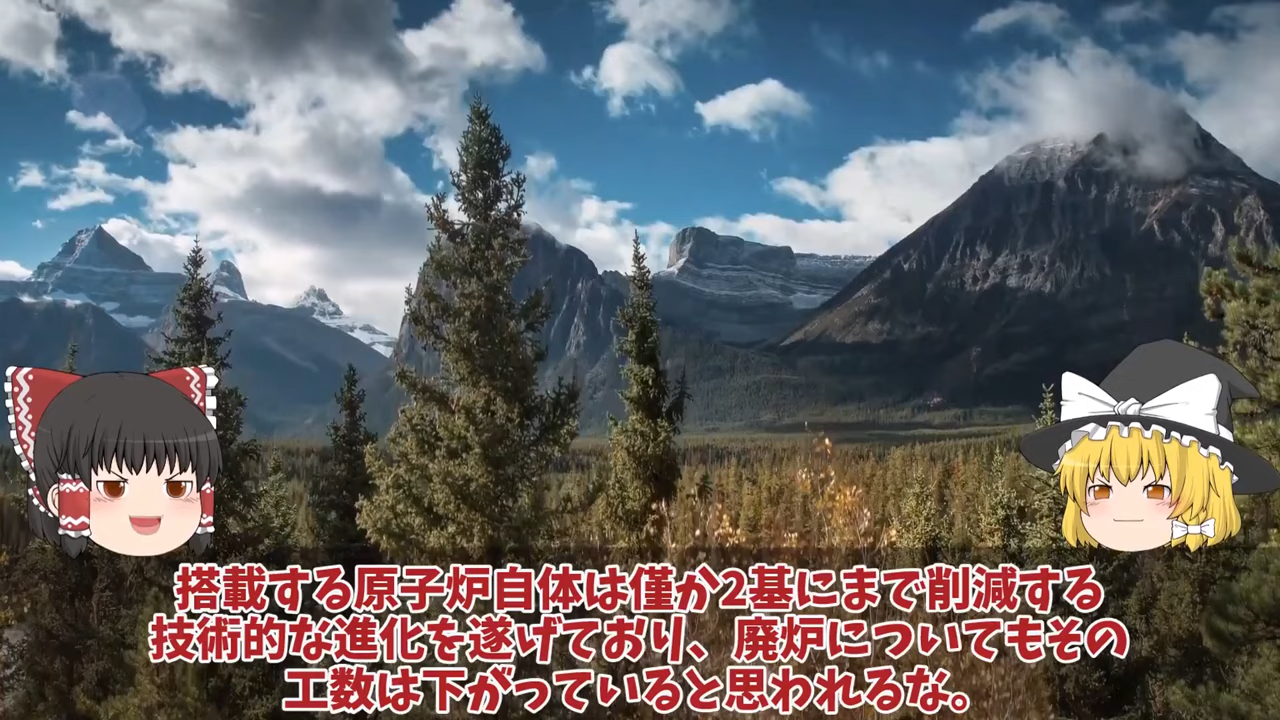 搭載する原子炉自体は僅か2基にまで削減する
技術的な進化を遂げており、廃炉についてもその
工数は下がっていると思われるな。